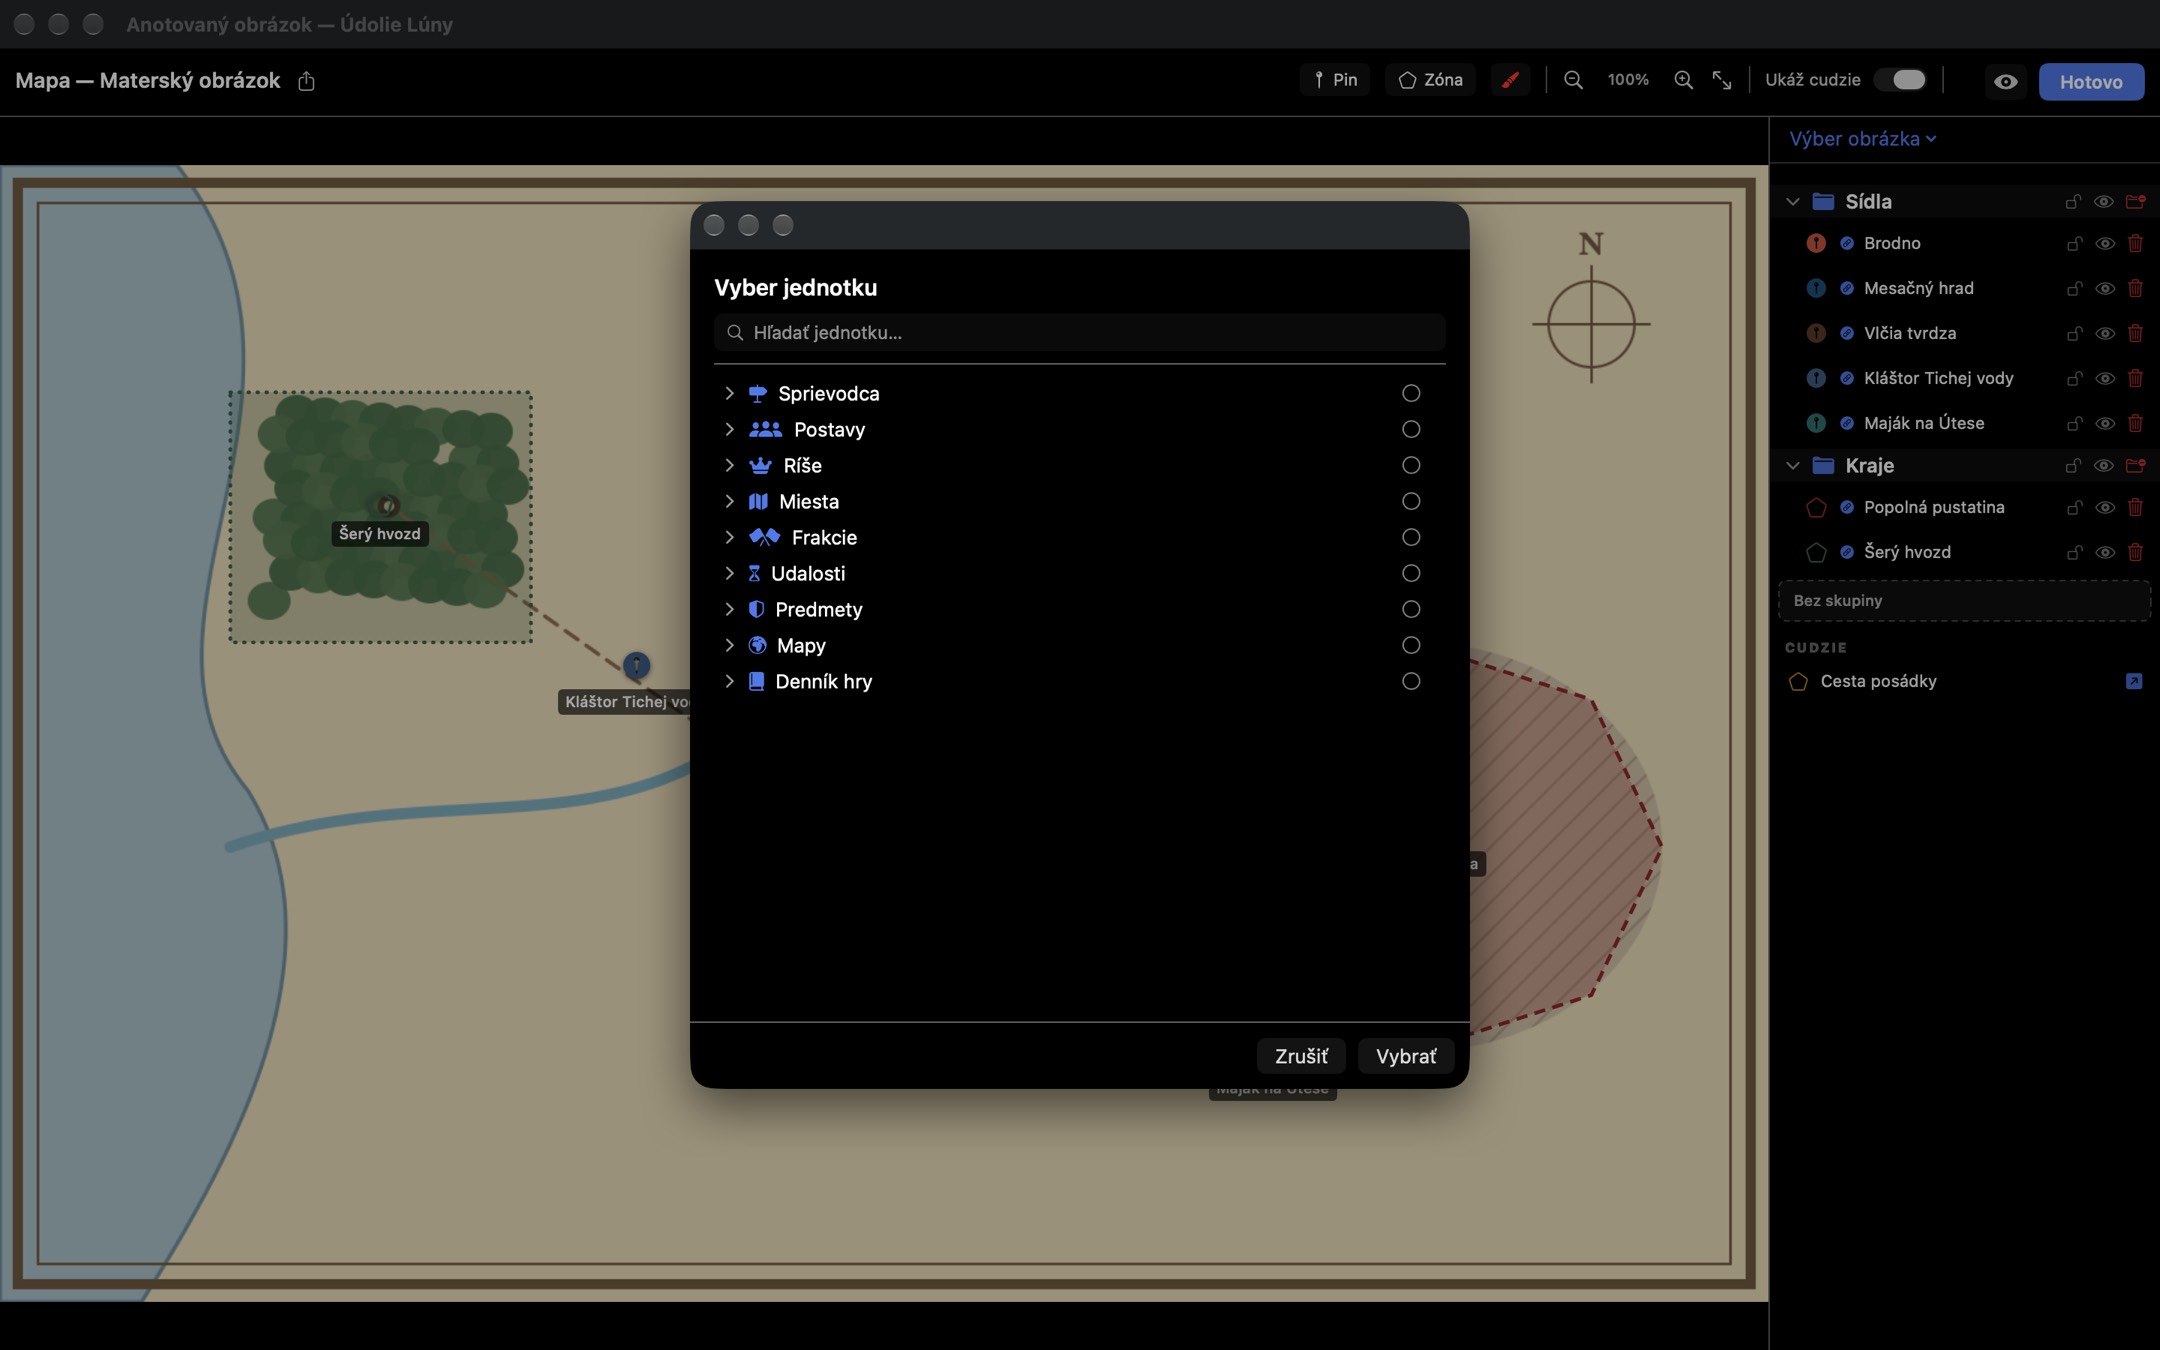 Anotovaný obrázok — Údolie Lúny
Mapa — Materský obrázok
Pin
Zóna
100%
Ukáž cudzie
Hotovo
Výber obrázka
Sídla
Brodno
Mesačný hrad
Vlčia tvrdza
Kláštor Tichej vody
Maják na Útese
Kraje
Popolná pustatina
Šerý hvozd
Bez skupiny
CUDZIE
Cesta posádky
N
Šerý hvozd
Kláštor Tichej vo
a
Maják na Útese
Vyber jednotku
Hľadať jednotku...
Sprievodca
Postavy
Ríše
Miesta
Frakcie
Udalosti
Predmety
Mapy
Denník hry
Zrušiť
Vybrať